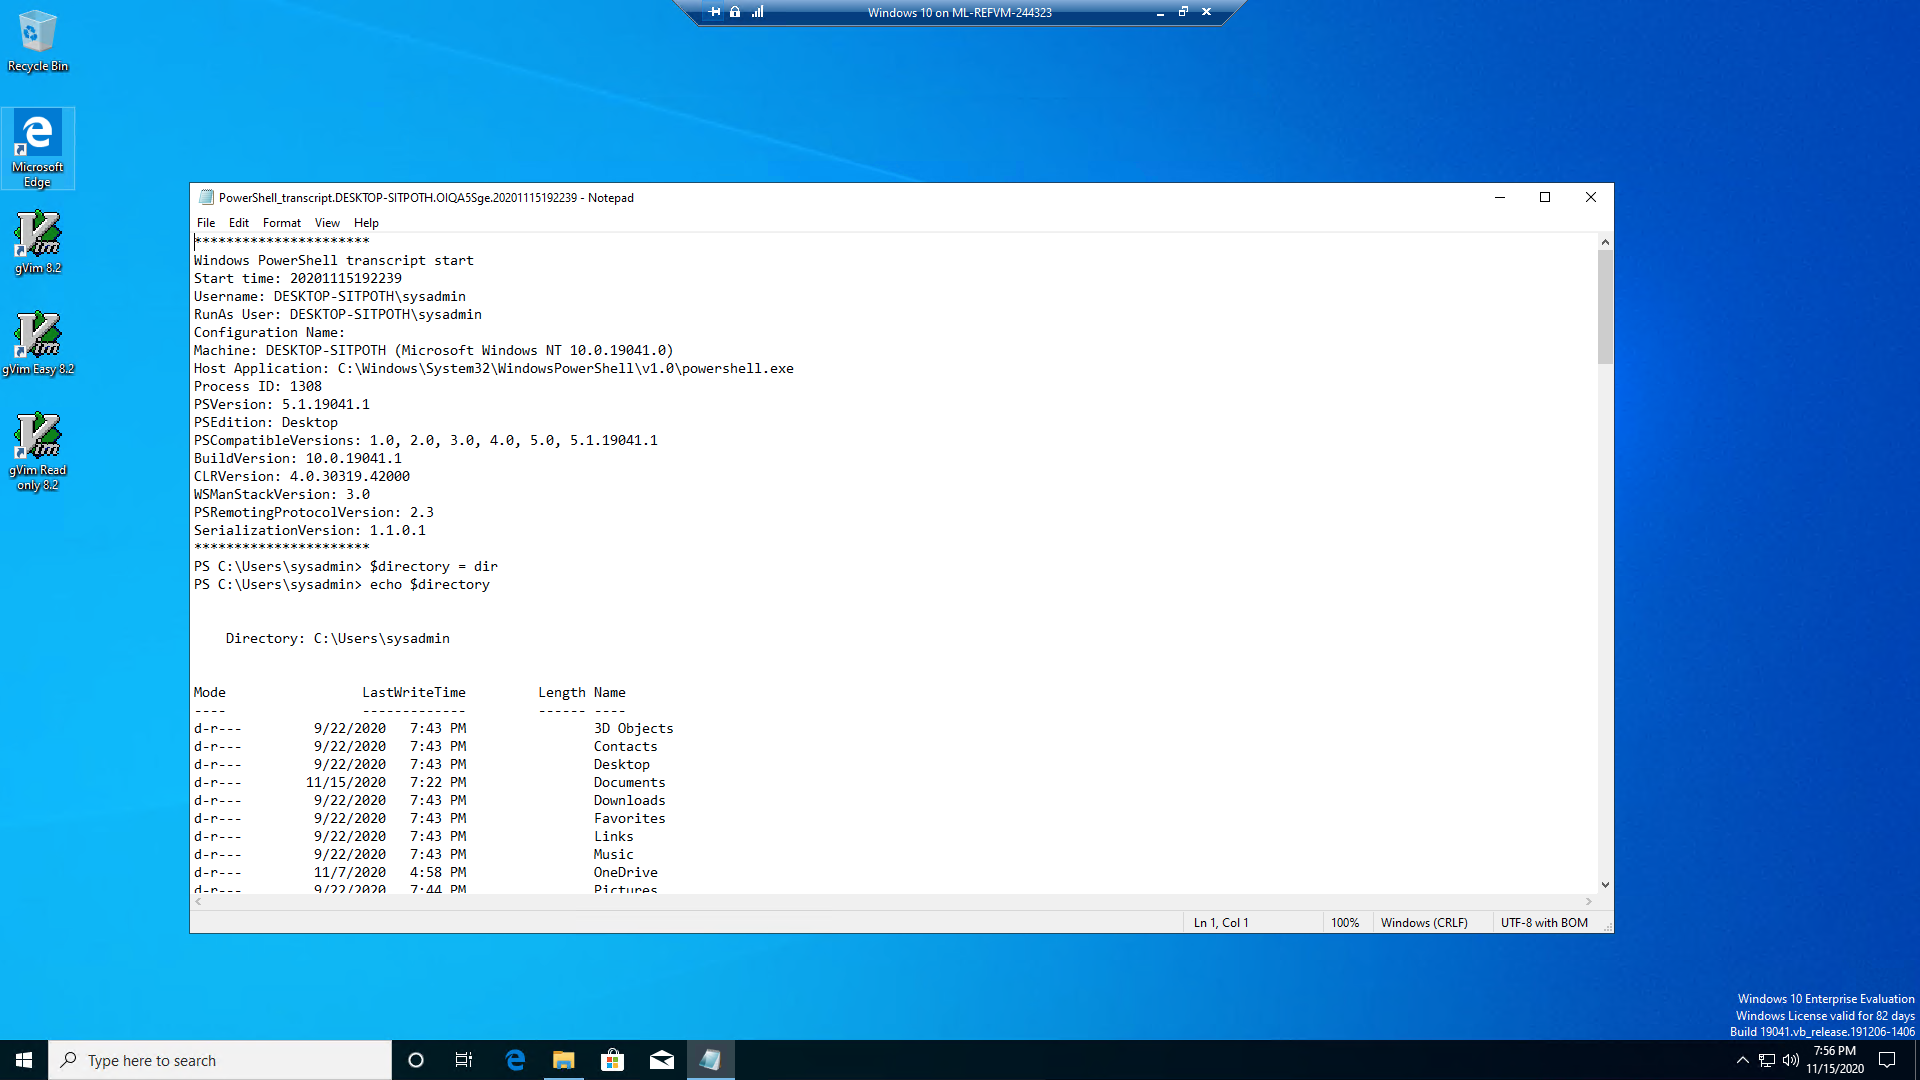 Windows 10 on ML-REFVM-244323
Recycle Bin
Microsoft
Edge
gVim 8.2
gVim Easy 8.2
gVim Read
only 8.2
PowerShell_transcript.DESKTOP-SITPOTH.OIQA5Sge.20201115192239 - Notepad
File Edit Format View Help
**********************
Windows PowerShell transcript start
Start time: 20201115192239
Username: DESKTOP-SITPOTH\sysadmin
RunAs User: DESKTOP-SITPOTH\sysadmin
Configuration Name:
Machine: DESKTOP-SITPOTH (Microsoft Windows NT 10.0.19041.0)
Host Application: C:\Windows\System32\WindowsPowerShell\v1.0\powershell.exe
Process ID: 1308
PSVersion: 5.1.19041.1
PSEdition: Desktop
PSCompatibleVersions: 1.0, 2.0, 3.0, 4.0, 5.0, 5.1.19041.1
BuildVersion: 10.0.19041.1
CLRVersion: 4.0.30319.42000
WSManStackVersion: 3.0
PSRemotingProtocolVersion: 2.3
SerializationVersion: 1.1.0.1
**********************
PS C:\Users\sysadmin> $directory = dir
PS C:\Users\sysadmin> echo $directory
Directory: C:\Users\sysadmin
Mode LastWriteTime Length Name
---- ------------- ------ ----
d-r--- 9/22/2020 7:43 PM 3D Objects
d-r--- 9/22/2020 7:43 PM Contacts
d-r--- 9/22/2020 7:43 PM Desktop
d-r--- 11/15/2020 7:22 PM Documents
d-r--- 9/22/2020 7:43 PM Downloads
d-r--- 9/22/2020 7:43 PM Favorites
d-r--- 9/22/2020 7:43 PM Links
d-r--- 9/22/2020 7:43 PM Music
d-r--- 11/7/2020 4:58 PM OneDrive
d-r--- 9/22/2020 7:44 PM Pictures
Ln 1, Col 1 100% Windows (CRLF) UTF-8 with BOM
Windows 10 Enterprise Evaluation
Windows License valid for 82 days
Build 19041.vb_release.191206-1406
Type here to search
7:56 PM
11/15/2020